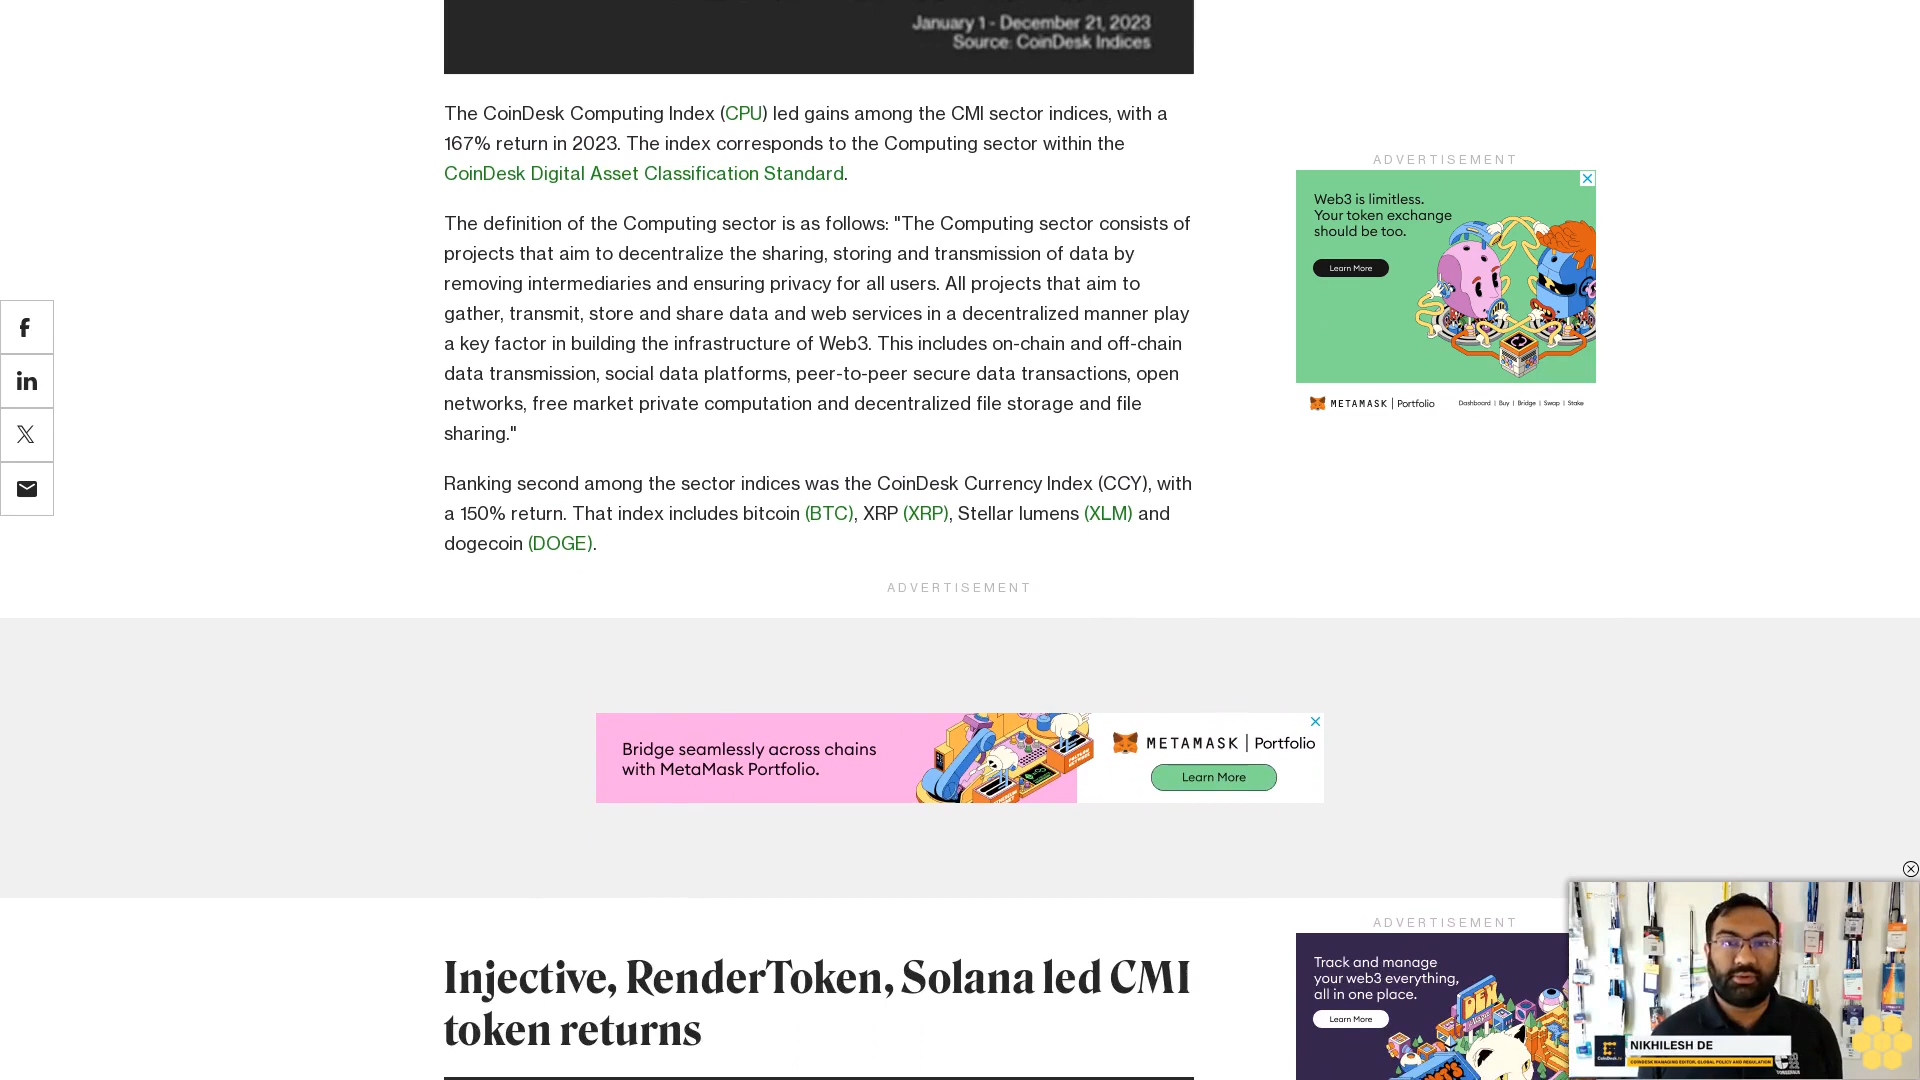 January 1 - December 21, 2023
Source: CoinDesk Indices
The CoinDesk Computing Index (CPU) led gains among the CMI sector indices, with a
167% return in 2023. The index corresponds to the Computing sector within the
CoinDesk Digital Asset Classification Standard.
The definition of the Computing sector is as follows: "The Computing sector consists of
projects that aim to decentralize the sharing, storing and transmission of data by
removing intermediaries and ensuring privacy for all users. All projects that aim to
gather, transmit, store and share data and web services in a decentralized manner play
a key factor in building the infrastructure of Web3. This includes on-chain and off-chain
data transmission, social data platforms, peer-to-peer secure data transactions, open
networks, free market private computation and decentralized file storage and file
sharing."
Ranking second among the sector indices was the CoinDesk Currency Index (CCY), with
a 150% return. That index includes bitcoin (BTC), XRP (XRP), Stellar lumens (XLM) and
dogecoin (DOGE).
ADVERTISEMENT
Web3 is limitless.
Your token exchange
should be too.
Learn More
METAMASK | Portfolio
Dashboard | Buy | Bridge | Swap | Stake
ADVERTISEMENT
Bridge seamlessly across chains
with MetaMask Portfolio.
METAMASK | Portfolio
Learn More
Injective, RenderToken, Solana led CMI
token returns
ADVERTISEMENT
Track and manage
your web3 everything,
all in one place.
Learn More
DEX
NIKHILESH DE
COINDESK MANAGING EDITOR, GLOBAL POLICY AND REGULATION